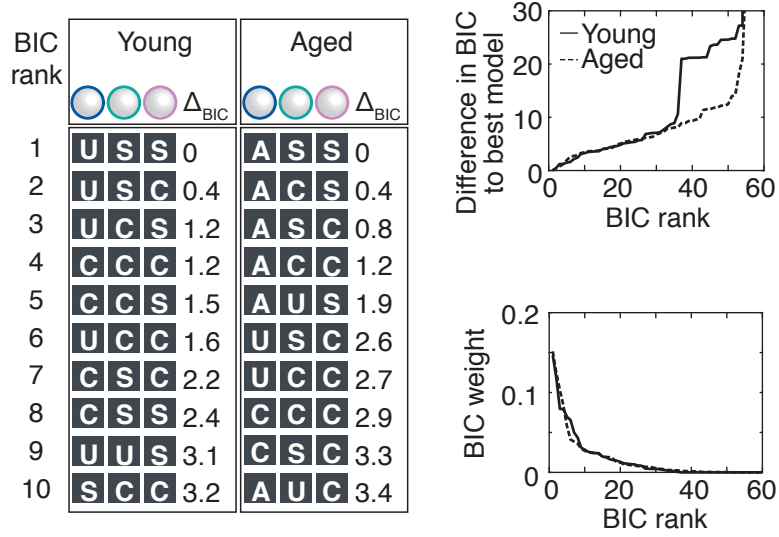 BIC rank
Young
Aged
Δ_BIC
Δ_BIC
1 U S S 0 A S S 0
2 U S C 0.4 A C S 0.4
3 U C S 1.2 A S C 0.8
4 C C C 1.2 A C C 1.2
5 C C S 1.5 A U S 1.9
6 U C C 1.6 U S C 2.6
7 C S C 2.2 U C C 2.7
8 C S S 2.4 C C C 2.9
9 U U S 3.1 C S C 3.3
10 S C C 3.2 A U C 3.4
Difference in BIC
to best model
30
20
10
0
Young
Aged
0 20 40 60
BIC rank
BIC weight
0.2
0.1
0
0 20 40 60
BIC rank